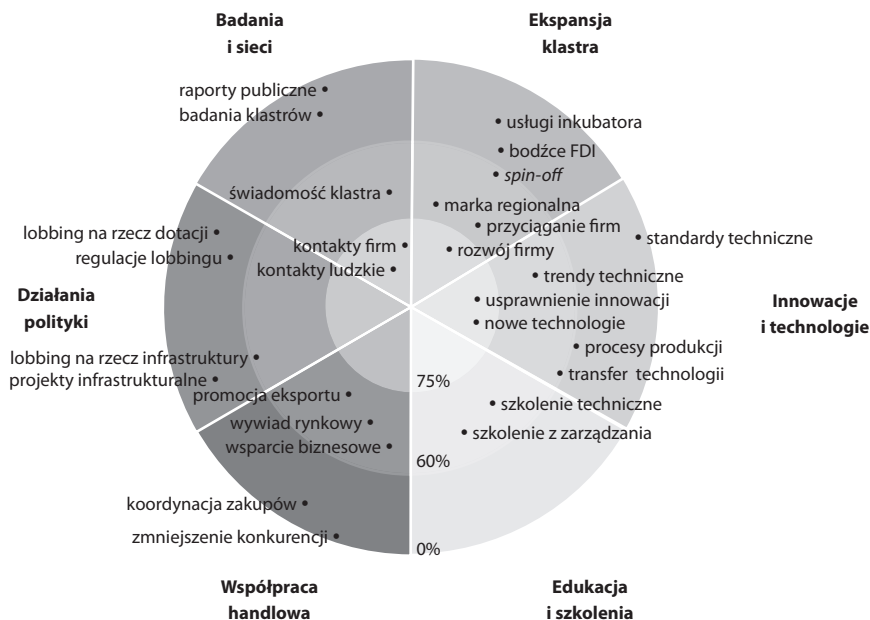 Badania
i sieci
Ekspansja
klastra
raporty publiczne
badania klastrów
usługi inkubatora
bodźce FDI
spin-off
świadomość klastra
marka regionalna
przyciąganie firm
rozwój firmy
kontakty firm
kontakty ludzkie
lobbing na rzecz dotacji
regulacje lobbingu
Działania
polityki
lobbing na rzecz infrastruktury
projekty infrastrukturalne
standardy techniczne
trendy techniczne
usprawnienie innowacji
nowe technologie
Innowacje
i technologie
procesy produkcji
transfer technologii
75%
promocja eksportu
wywiad rynkowy
wsparcie biznesowe
szkolenie techniczne
szkolenie z zarządzania
60%
koordynacja zakupów
zmniejszenie konkurencji
0%
Współpraca
handlowa
Edukacja
i szkolenia